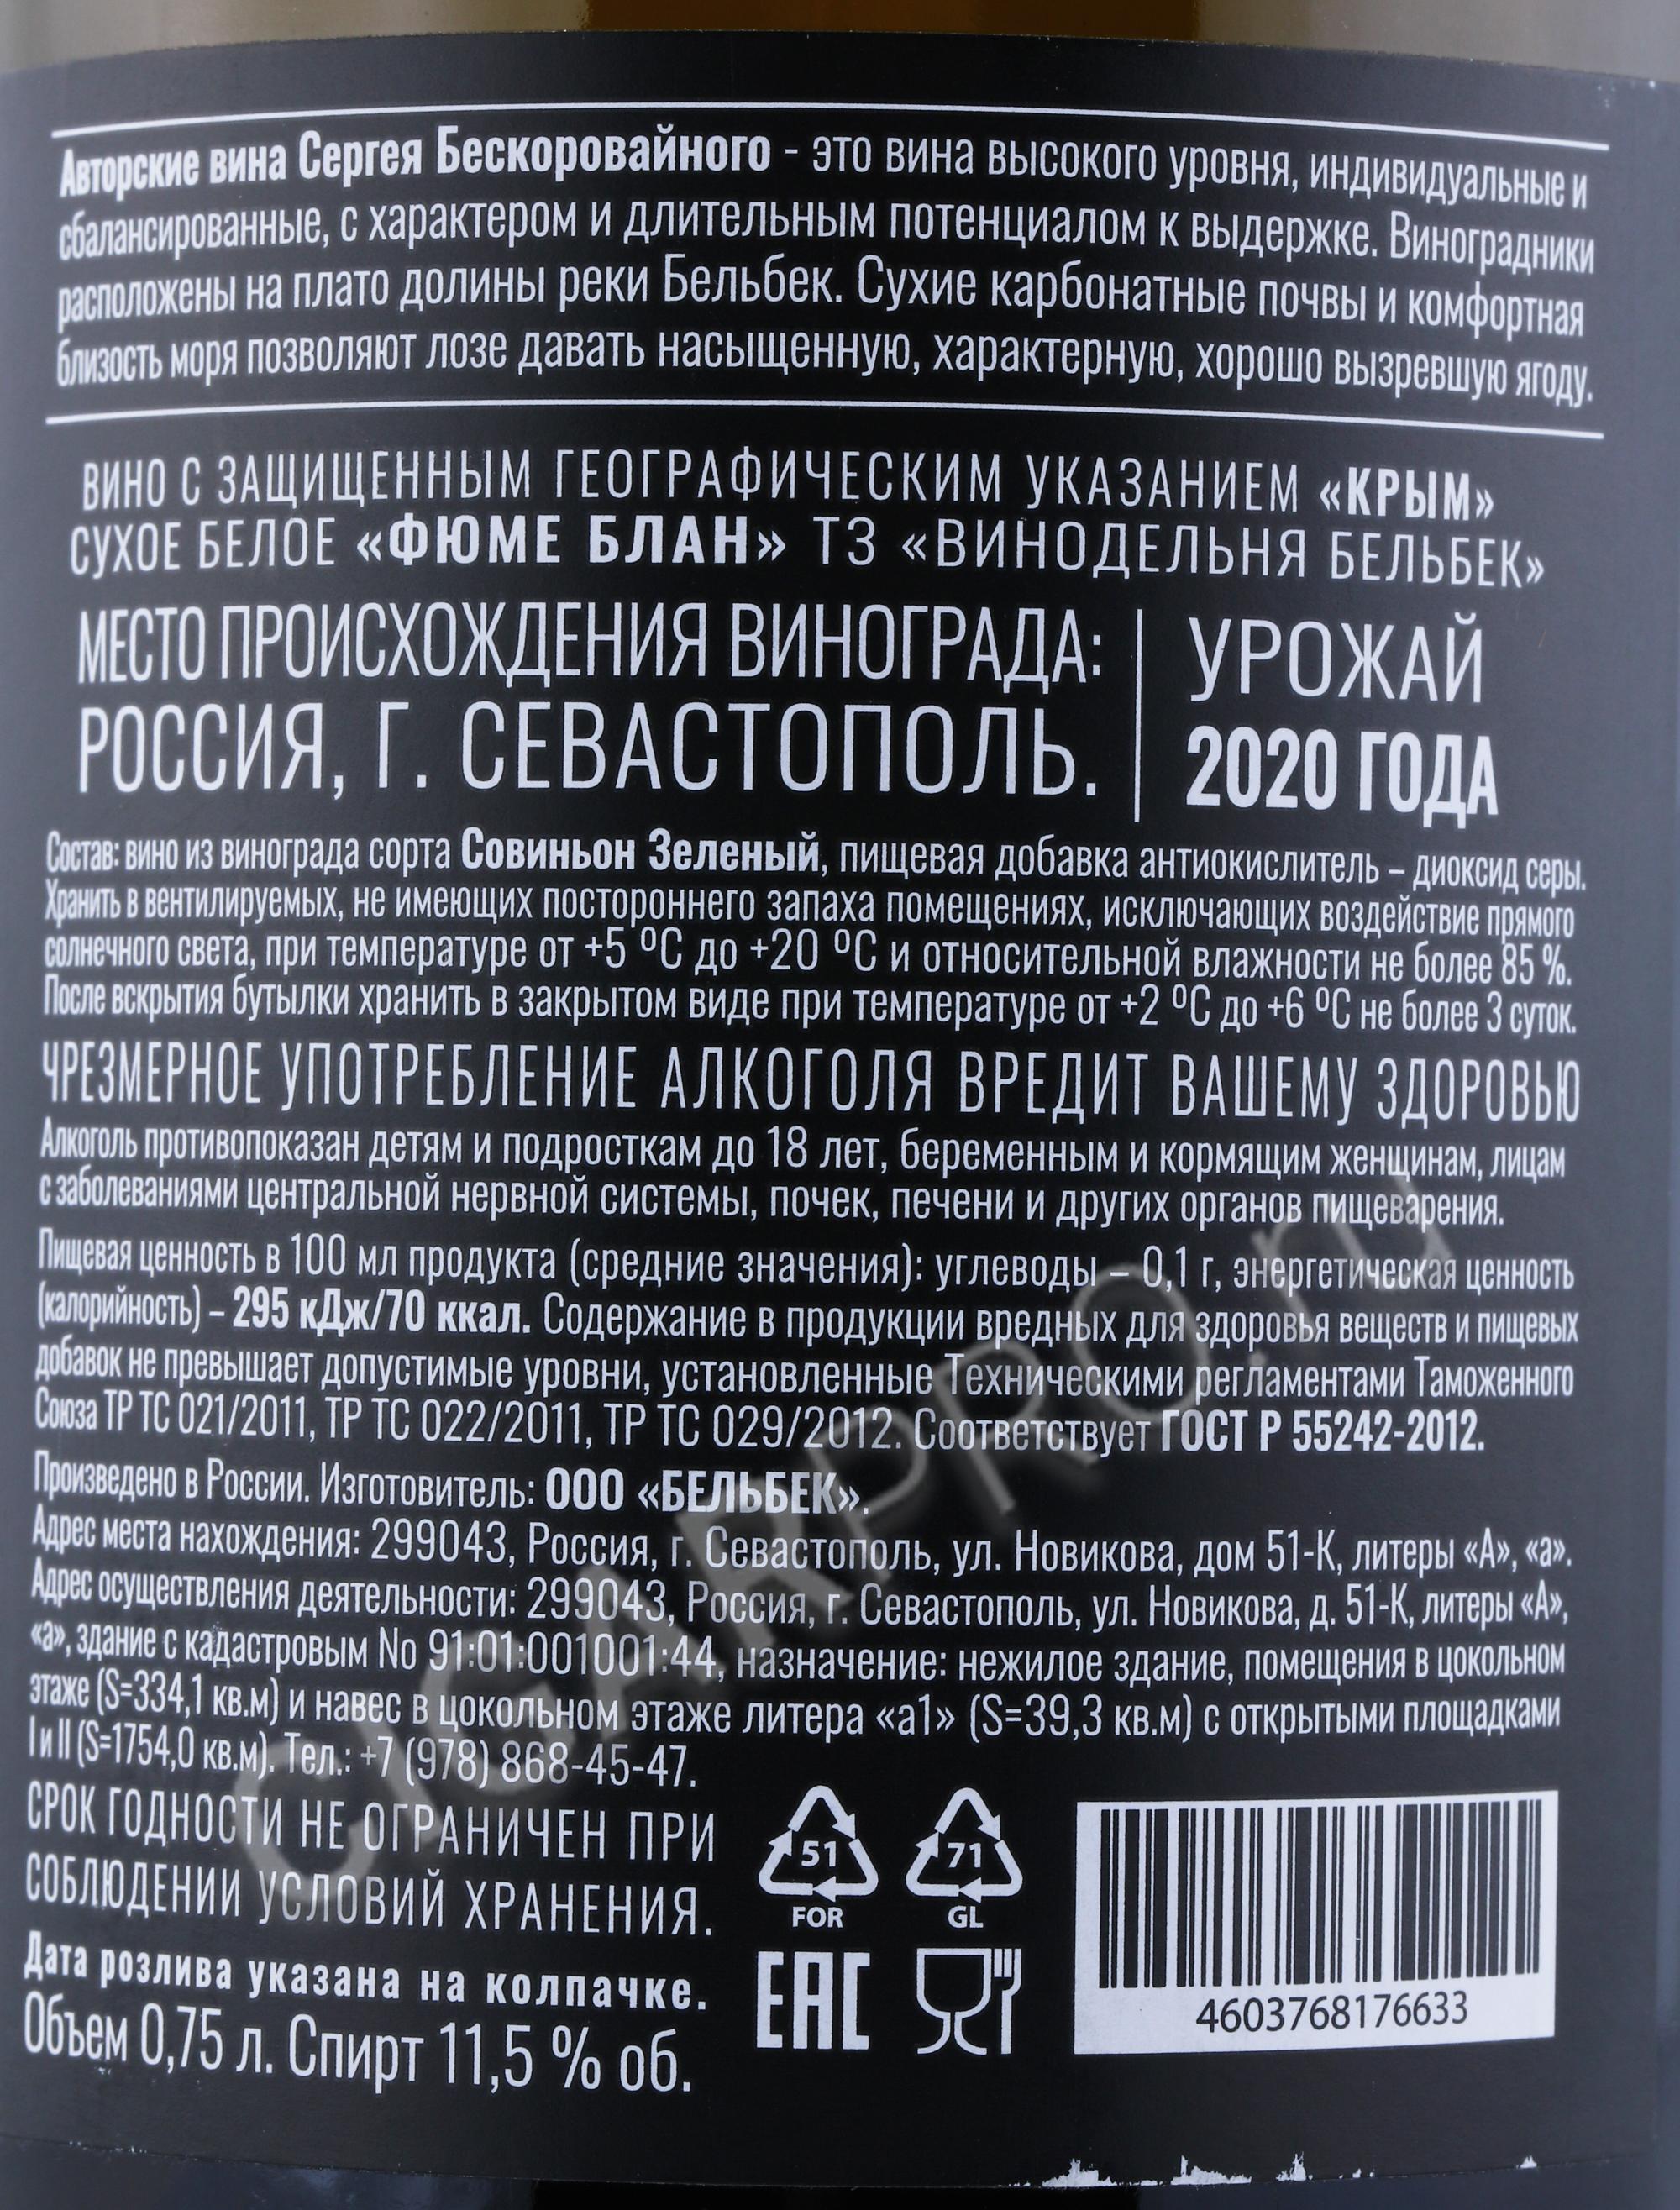 Авторские вина Сергея Бескоровайного - это вина высокого уровня, индивидуальные и
сбалансированные, с характером и длительным потенциалом к выдержке. Виноградники
расположены на плато долины реки Бельбек. Сухие карбонатные почвы и комфортная
близость моря позволяют лозе давать насыщенную, характерную, хорошо вызревшую ягоду.
ВИНО С ЗАЩИЩЕННЫМ ГЕОГРАФИЧЕСКИМ УКАЗАНИЕМ «КРЫМ»
СУХОЕ БЕЛОЕ «ФЮМЕ БЛАН» ТЗ «ВИНОДЕЛЬНЯ БЕЛЬБЕК»
МЕСТО ПРОИСХОЖДЕНИЯ ВИНОГРАДА:
РОССИЯ, Г. СЕВАСТОПОЛЬ.
УРОЖАЙ
2020 ГОДА
Состав: вино из винограда сорта Совиньон Зеленый, пищевая добавка антиокислитель – диоксид серы.
Хранить в вентилируемых, не имеющих постороннего запаха помещениях, исключающих воздействие прямого
солнечного света, при температуре от +5 ºС до +20 ºС и относительной влажности не более 85 %.
После вскрытия бутылки хранить в закрытом виде при температуре от +2 ºС до +6 ºС не более 3 суток.
ЧРЕЗМЕРНОЕ УПОТРЕБЛЕНИЕ АЛКОГОЛЯ ВРЕДИТ ВАШЕМУ ЗДОРОВЬЮ
Алкоголь противопоказан детям и подросткам до 18 лет, беременным и кормящим женщинам, лицам
с заболеваниями центральной нервной системы, почек, печени и других органов пищеварения.
Пищевая ценность в 100 мл продукта (средние значения): углеводы – 0,1 г, энергетическая ценность
(калорийность) – 295 кДж/70 ккал. Содержание в продукции вредных для здоровья веществ и пищевых
добавок не превышает допустимые уровни, установленные Техническими регламентами Таможенного
Союза ТР ТС 021/2011, ТР ТС 022/2011, ТР ТС 029/2012. Соответствует ГОСТ Р 55242-2012.
Произведено в России. Изготовитель: ООО «БЕЛЬБЕК».
Адрес места нахождения: 299043, Россия, г. Севастополь, ул. Новикова, дом 51-К, литеры «А», «а».
Адрес осуществления деятельности: 299043, Россия, г. Севастополь, ул. Новикова, д. 51-К, литеры «А»,
«а», здание с кадастровым No 91:01:001001:44, назначение: нежилое здание, помещения в цокольном
этаже (S=334,1 кв.м) и навес в цокольном этаже литера «а1» (S=39,3 кв.м) с открытыми площадками
I и II (S=1754,0 кв.м). Тел.: +7 (978) 868-45-47.
СРОК ГОДНОСТИ НЕ ОГРАНИЧЕН ПРИ
СОБЛЮДЕНИИ УСЛОВИЙ ХРАНЕНИЯ.
Дата розлива указана на колпачке.
Объем 0,75 л. Спирт 11,5 % об.
51
FOR
71
GL
EAC
4603768176633
CIGARPRO.ru